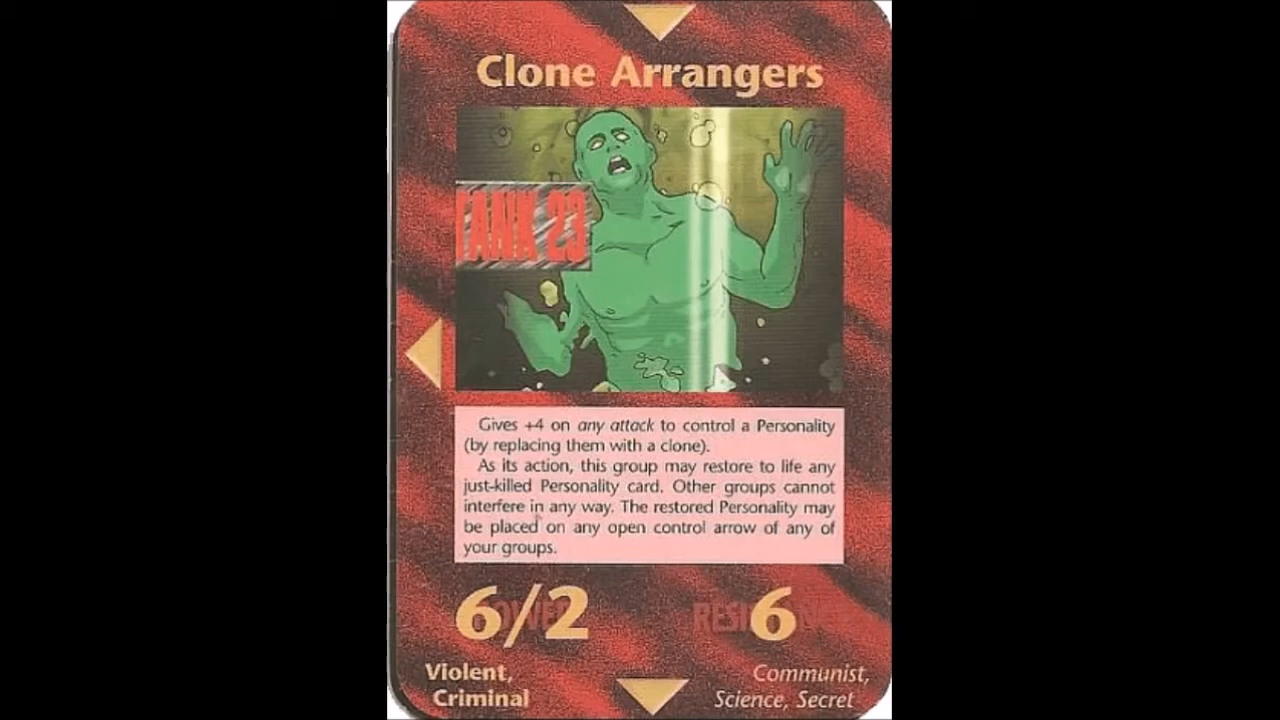 Clone Arrangers
TANK 23
Gives +4 on any attack to control a Personality
(by replacing them with a clone).
As its action, this group may restore to life any
just-killed Personality card. Other groups cannot
interfere in any way. The restored Personality may
be placed on any open control arrow of any of
your groups.
6/2 POWER
RESISTANCE 6
Violent,
Criminal
Communist,
Science, Secret